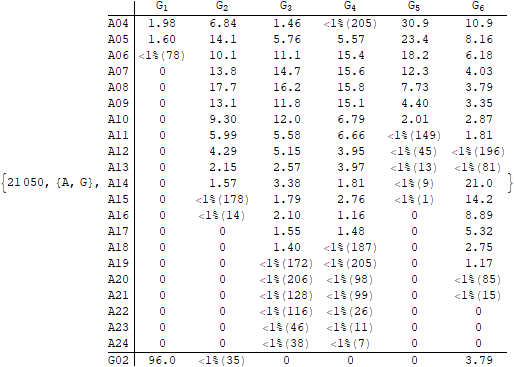 G1 G2 G3 G4 G5 G6
A04 1.98 6.84 1.46 <1%(205) 30.9 10.9
A05 1.60 14.1 5.76 5.57 23.4 8.16
A06 <1%(78) 10.1 11.1 15.4 18.2 6.18
A07 0 13.8 14.7 15.6 12.3 4.03
A08 0 17.7 16.2 15.8 7.73 3.79
A09 0 13.1 11.8 15.1 4.40 3.35
A10 0 9.30 12.0 6.79 2.01 2.87
A11 0 5.99 5.58 6.66 <1%(149) 1.81
A12 0 4.29 5.15 3.95 <1%(45) <1%(196)
A13 0 2.15 2.57 3.97 <1%(13) <1%(81)
{21050, {A, G}, A14 0 1.57 3.38 1.81 <1%(9) 21.0 }
A15 0 <1%(178) 1.79 2.76 <1%(1) 14.2
A16 0 <1%(14) 2.10 1.16 0 8.89
A17 0 0 1.55 1.48 0 5.32
A18 0 0 1.40 <1%(187) 0 2.75
A19 0 0 <1%(172) <1%(205) 0 1.17
A20 0 0 <1%(206) <1%(98) 0 <1%(85)
A21 0 0 <1%(128) <1%(99) 0 <1%(15)
A22 0 0 <1%(116) <1%(26) 0 0
A23 0 0 <1%(46) <1%(11) 0 0
A24 0 0 <1%(38) <1%(7) 0 0
G02 96.0 <1%(35) 0 0 0 3.79